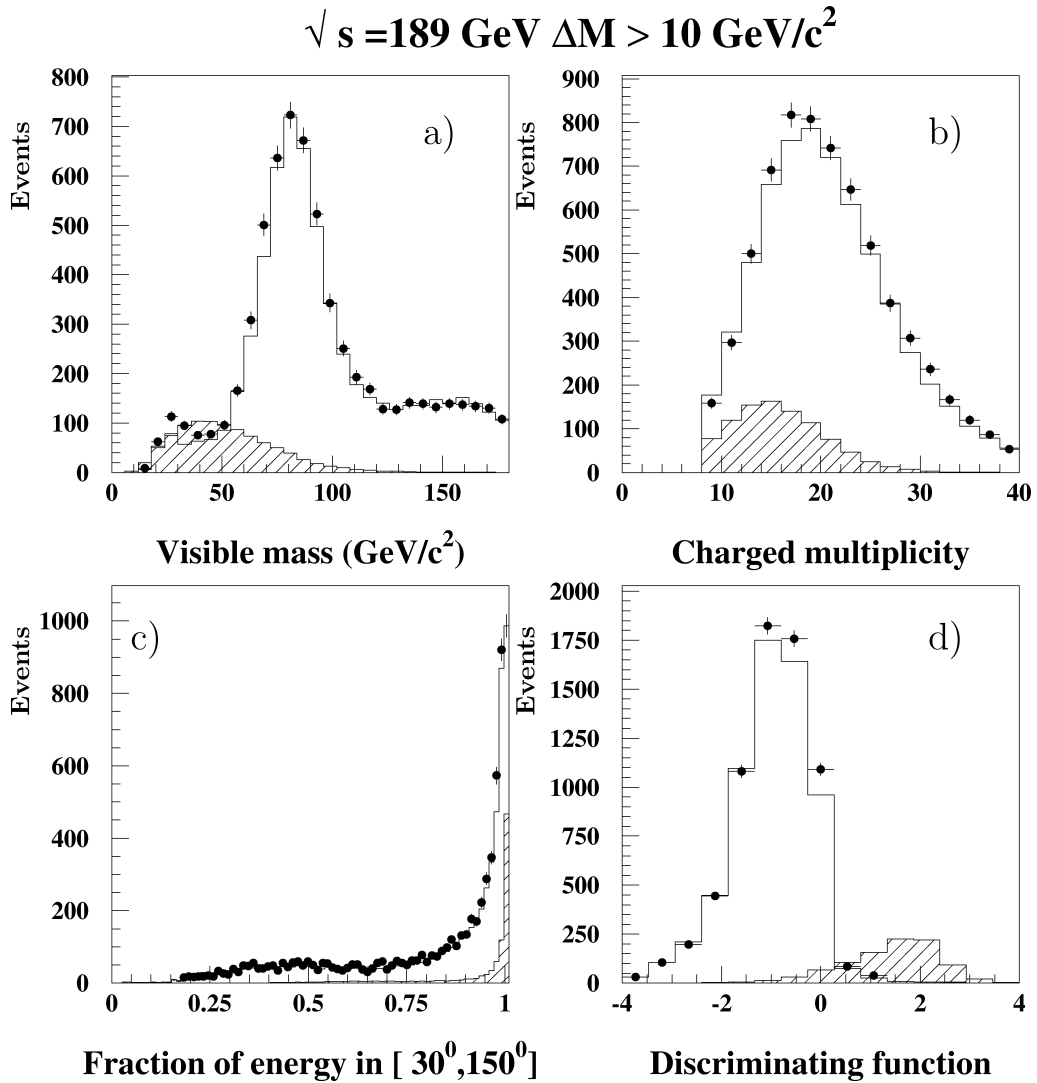 √ s =189 GeV ΔM > 10 GeV/c²
Events
800
700
600
500
400
300
200
100
0
a)
0 50 100 150
Visible mass (GeV/c²)
Events
900
800
700
600
500
400
300
200
100
0
b)
0 10 20 30 40
Charged multiplicity
Events
1000
800
600
400
200
0
c)
0 0.25 0.5 0.75 1
Fraction of energy in [ 30⁰,150⁰]
Events
2000
1750
1500
1250
1000
750
500
250
0
d)
-4 -2 0 2 4
Discriminating function